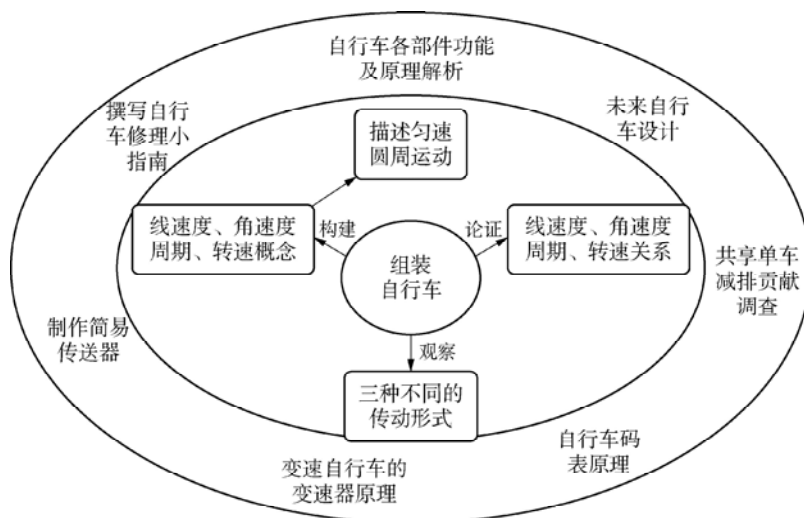 自行车各部件功能
及原理解析
撰写自行
车修理小
指南
未来自行
车设计
描述匀速
圆周运动
线速度、角速度
周期、转速概念
构建
论证
线速度、角速度
周期、转速关系
组装
自行车
共享单车
减排贡献
调查
制作简易
传送器
观察
三种不同的
传动形式
自行车码
表原理
变速自行车的
变速器原理